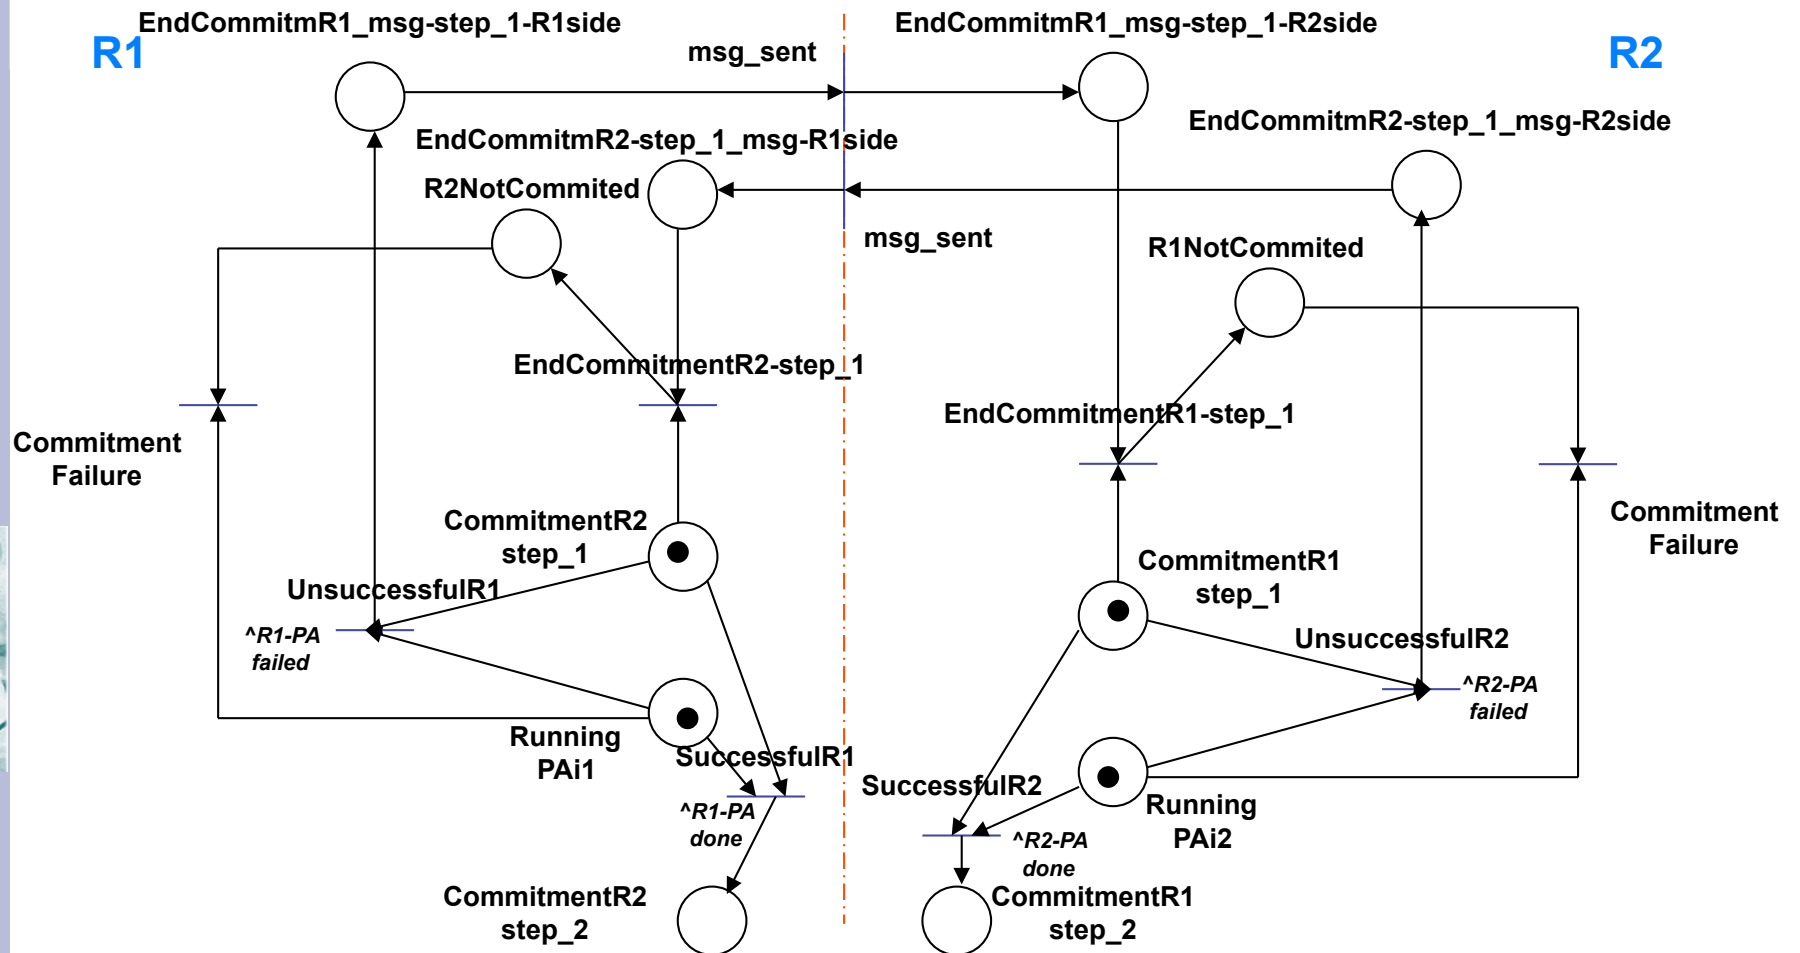 EndCommitmR1_msg-step_1-R1side
EndCommitmR1_msg-step_1-R2side
R1
msg_sent
R2
EndCommitmR2-step_1_msg-R2side
EndCommitmR2-step_1_msg-R1side
R2NotCommited
msg_sent
R1NotCommited
EndCommitmentR2-step_1
EndCommitmentR1-step_1
Commitment
Failure
CommitmentR2
step_1
Commitment
Failure
CommitmentR1
step_1
UnsuccessfulR1
^R1-PA
failed
UnsuccessfulR2
^R2-PA
failed
Running
PAi1
SuccessfulR1
^R1-PA
done
SuccessfulR2
Running
PAi2
^R2-PA
done
CommitmentR2
step_2
CommitmentR1
step_2